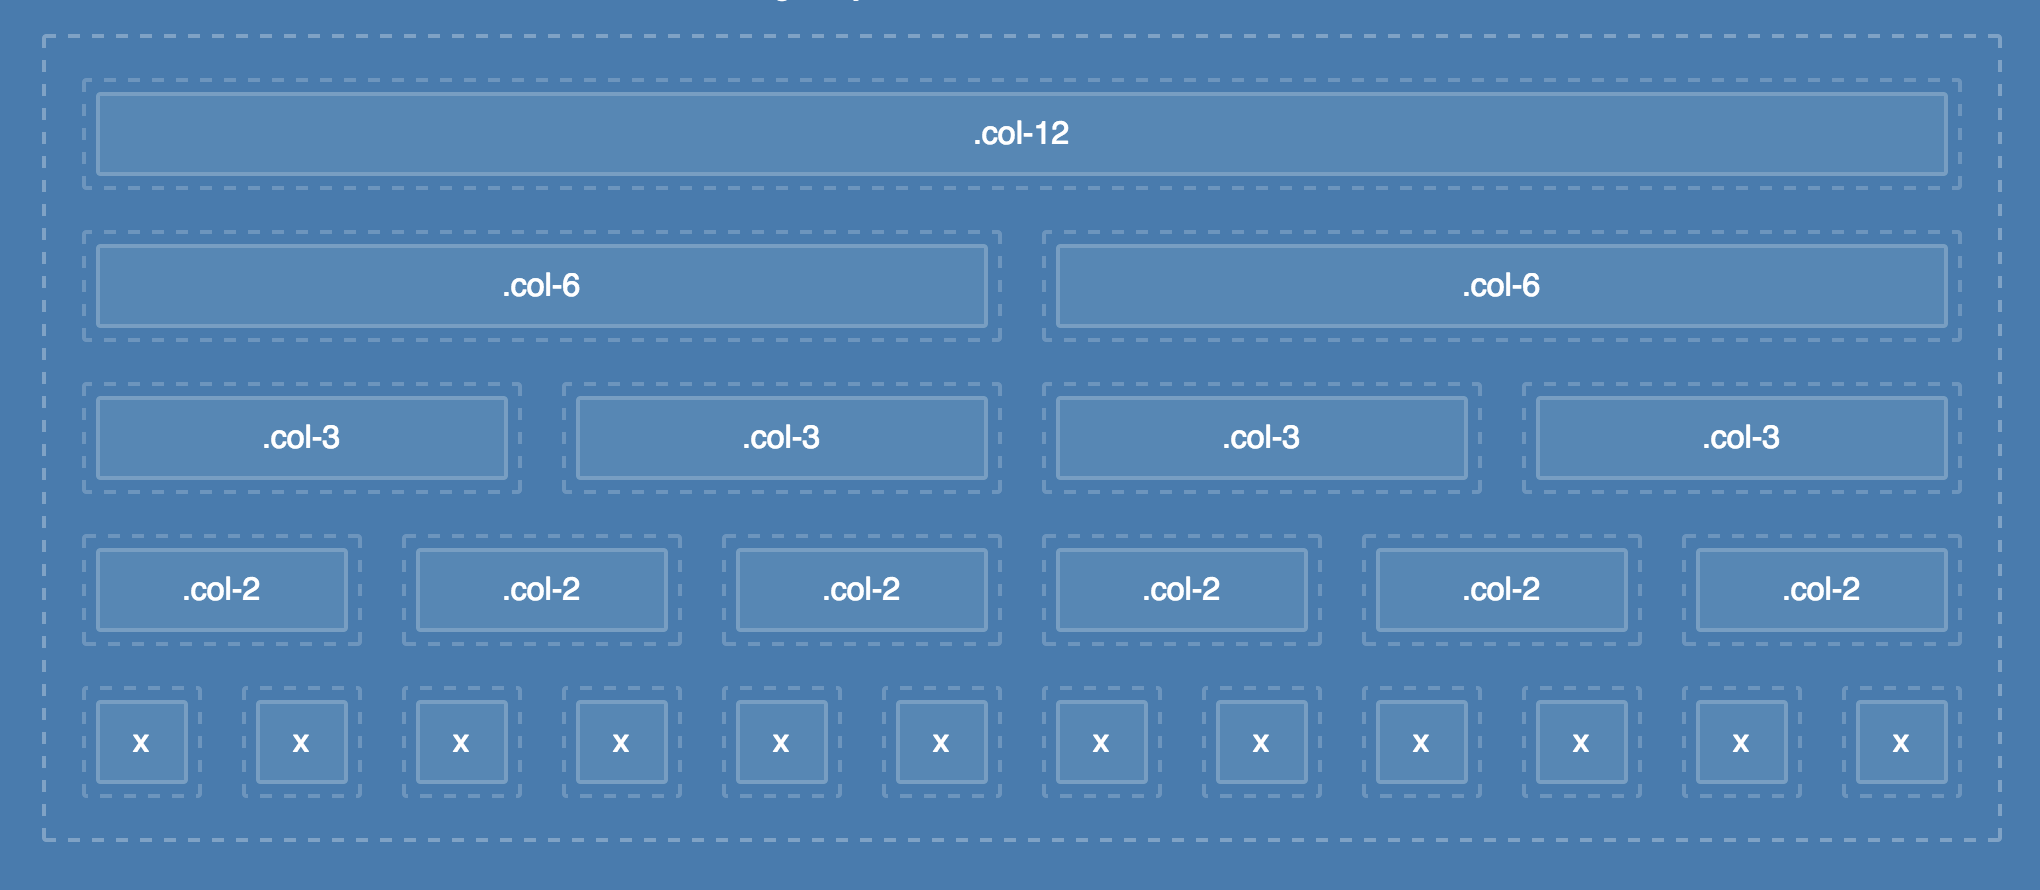 .col-12
.col-6 .col-6
.col-3 .col-3 .col-3 .col-3
.col-2 .col-2 .col-2 .col-2 .col-2 .col-2
x x x x x x x x x x x x